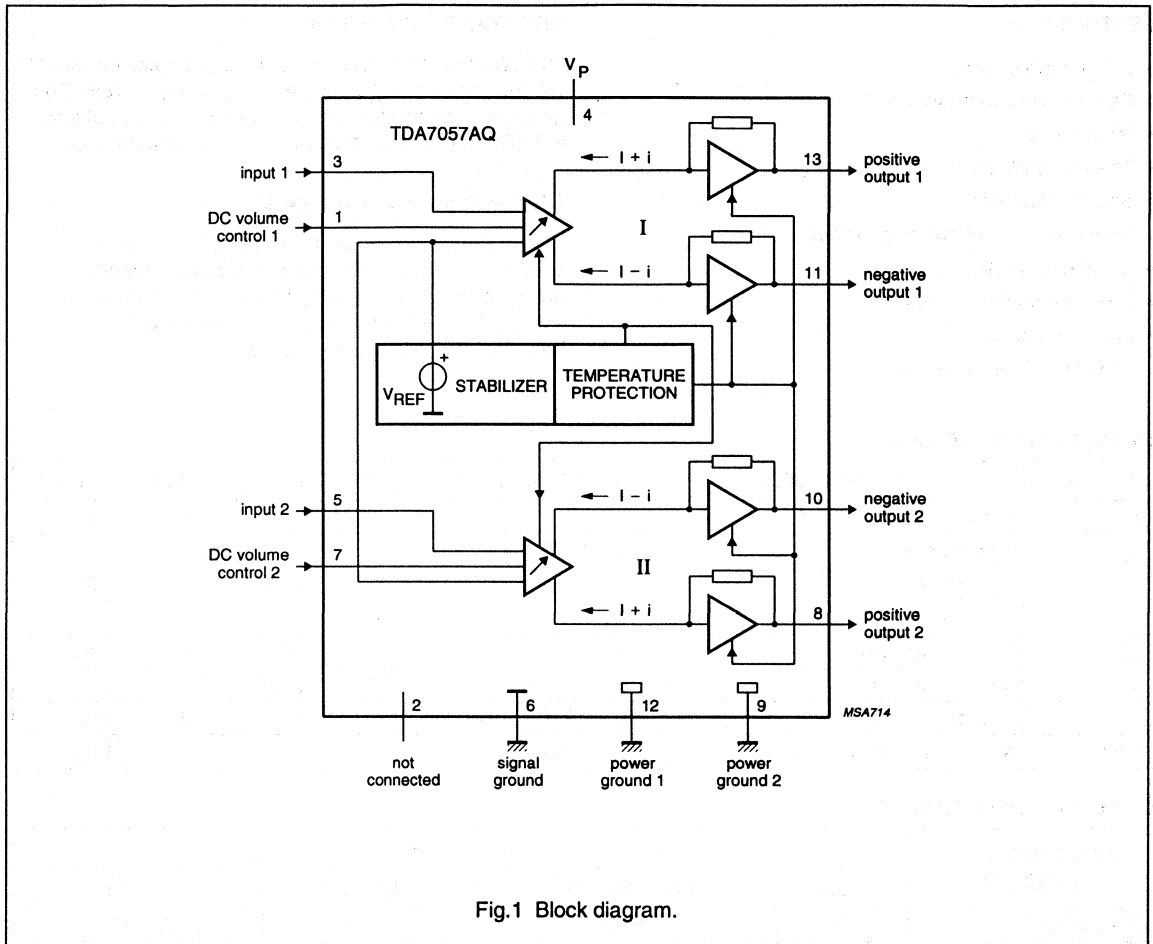 V P
4
TDA7057AQ
3
input 1
1
DC volume
control 1
I + i
13
positive
output 1
I
I – i
11
negative
output 1
+
V REF
STABILIZER
TEMPERATURE
PROTECTION
5
input 2
7
DC volume
control 2
I – i
10
negative
output 2
II
I + i
8
positive
output 2
2
6
12
9
MSA714
not
connected
signal
ground
power
ground 1
power
ground 2
Fig.1 Block diagram.